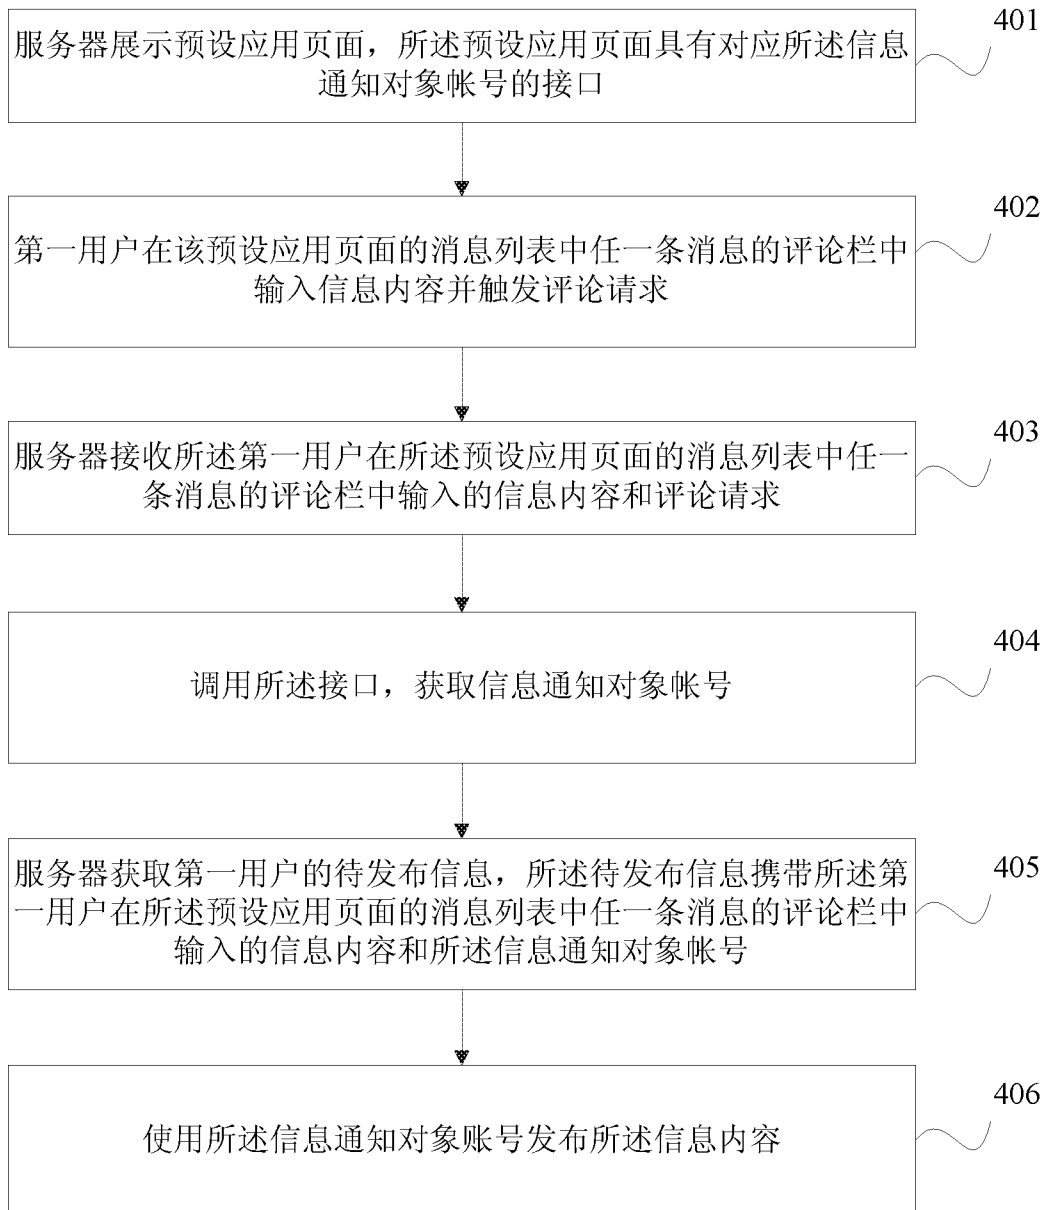 401
服务器展示预设应用页面，所述预设应用页面具有对应所述信息
通知对象帐号的接口
402
第一用户在该预设应用页面的消息列表中任一条消息的评论栏中
输入信息内容并触发评论请求
403
服务器接收所述第一用户在所述预设应用页面的消息列表中任一
条消息的评论栏中输入的信息内容和评论请求
404
调用所述接口，获取信息通知对象帐号
405
服务器获取第一用户的待发布信息，所述待发布信息携带所述第
一用户在所述预设应用页面的消息列表中任一条消息的评论栏中
输入的信息内容和所述信息通知对象帐号
406
使用所述信息通知对象账号发布所述信息内容